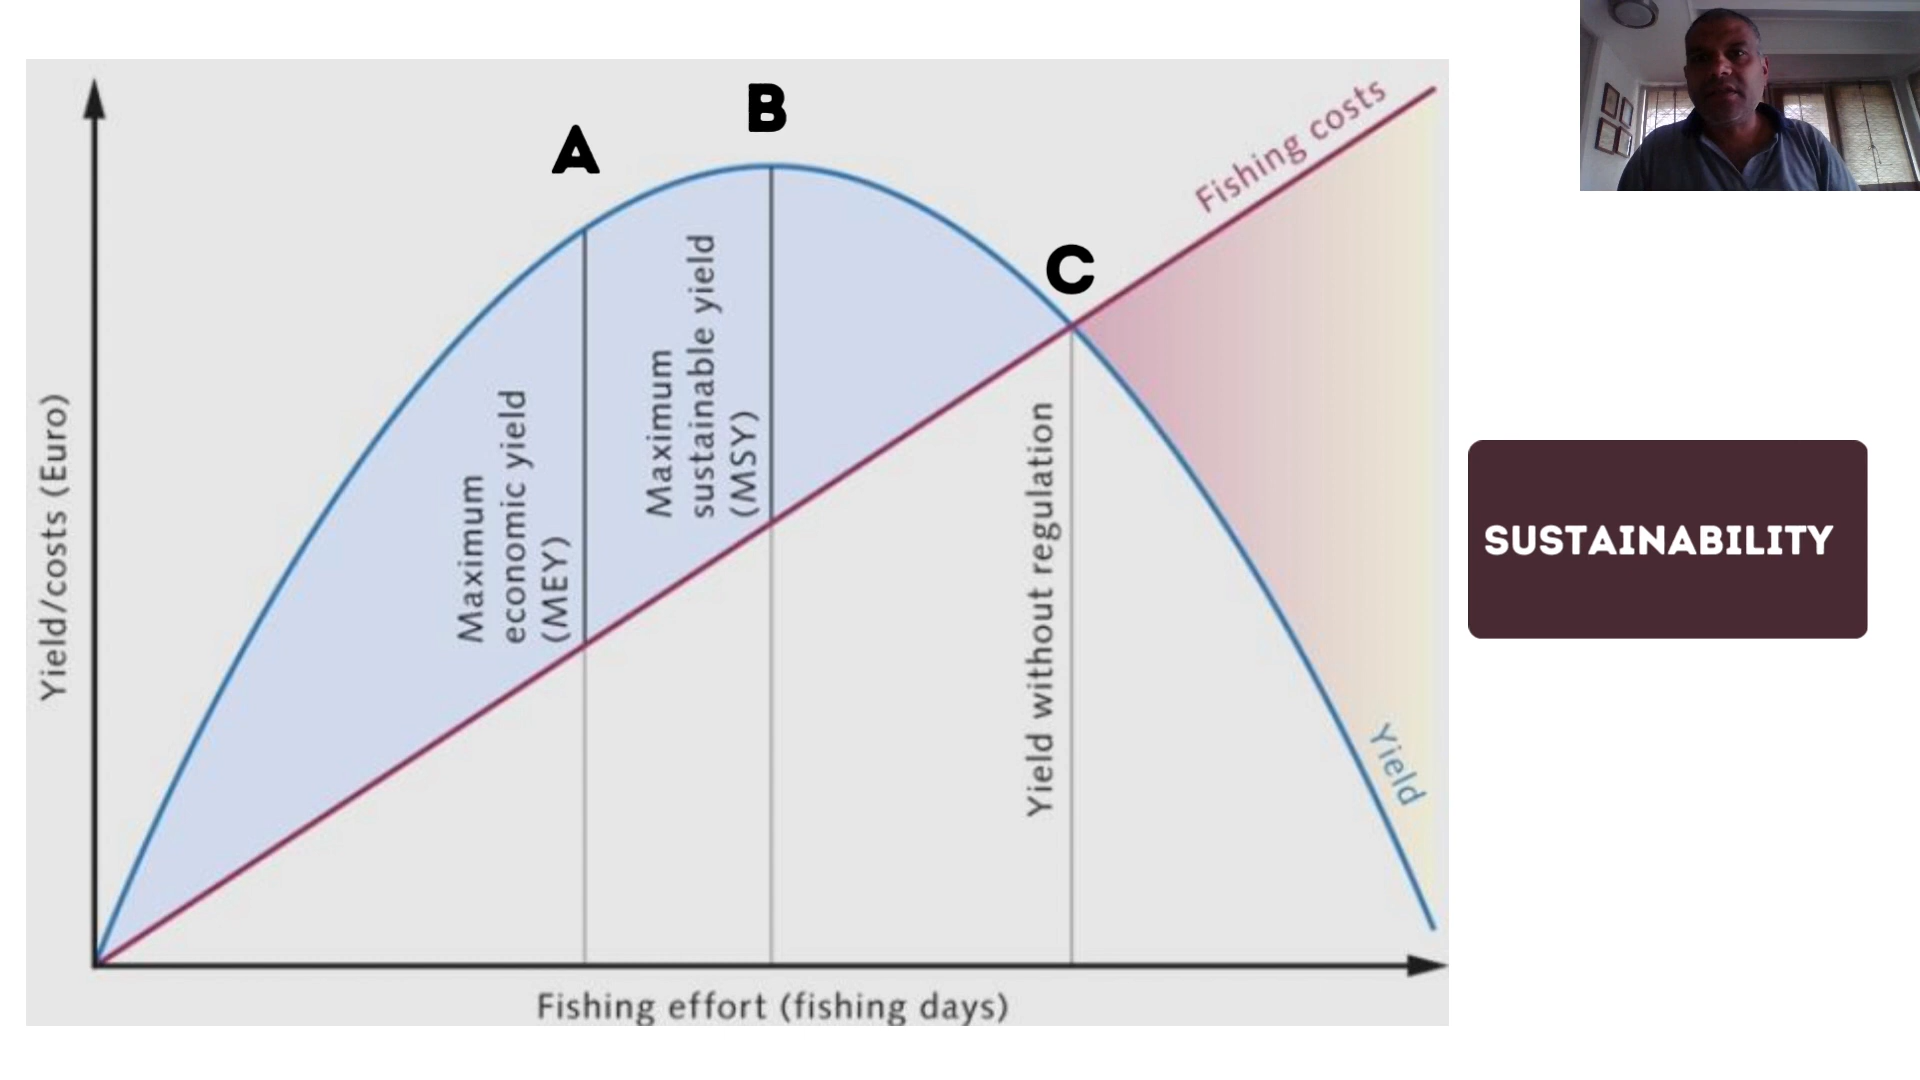 A
B
C
Fishing costs
Yield
Maximum
economic yield
(MEY)
Maximum
sustainable yield
(MSY)
Yield without regulation
Yield/costs (Euro)
Fishing effort (fishing days)
SUSTAINABILITY